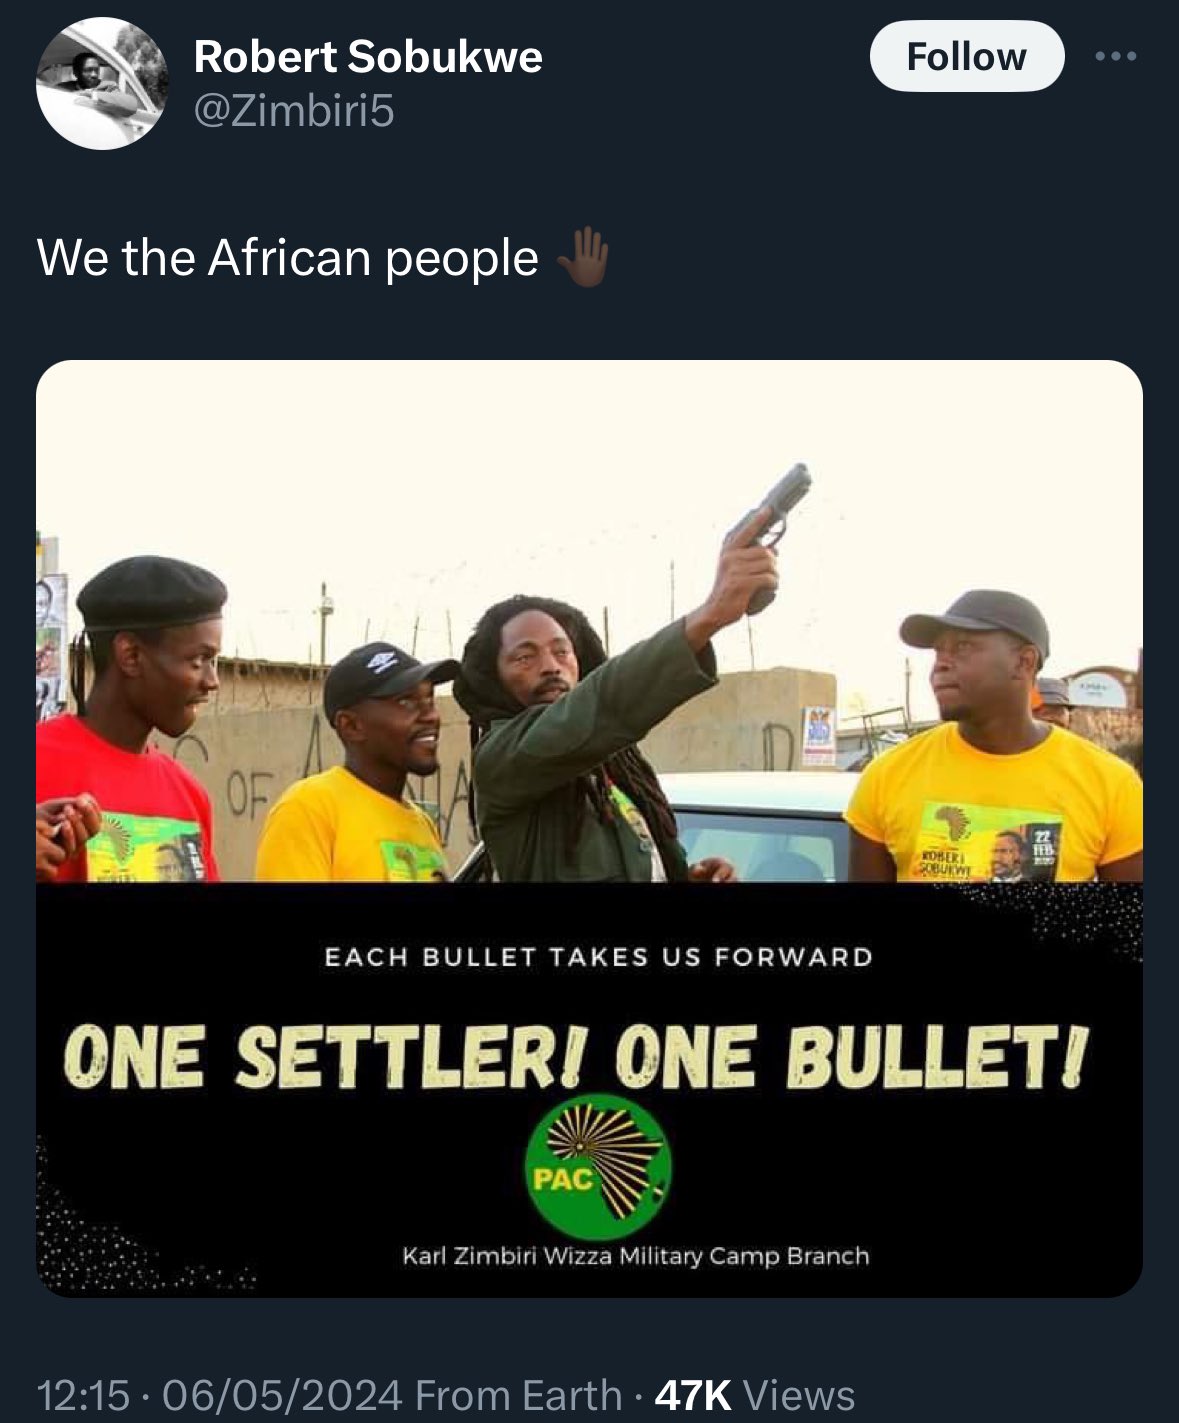 Robert Sobukwe
@Zimbiri5
Follow
We the African people 🖐🏿
OF
ROBERT
SOBUKWE
22
FEB
EACH BULLET TAKES US FORWARD
ONE SETTLER! ONE BULLET!
PAC
Karl Zimbiri Wizza Military Camp Branch
12:15 · 06/05/2024 From Earth · 47K Views